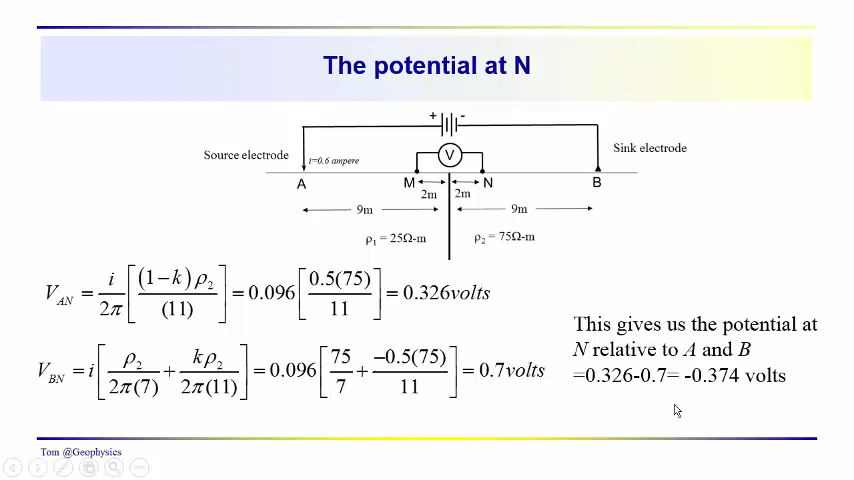 The potential at N
+ -
Source electrode
i=0.6 ampere
V
Sink electrode
A M N B
2m 2m
9m 9m
ρ₁ = 25Ω-m ρ₂ = 75Ω-m
V_AN = i/2π [(1−k)ρ₂/(11)] = 0.096 [0.5(75)/11] = 0.326volts
V_BN = i [ρ₂/2π(7) + kρ₂/2π(11)] = 0.096 [75/7 + −0.5(75)/11] = 0.7volts
This gives us the potential at
N relative to A and B
=0.326-0.7= -0.374 volts
Tom @Geophysics